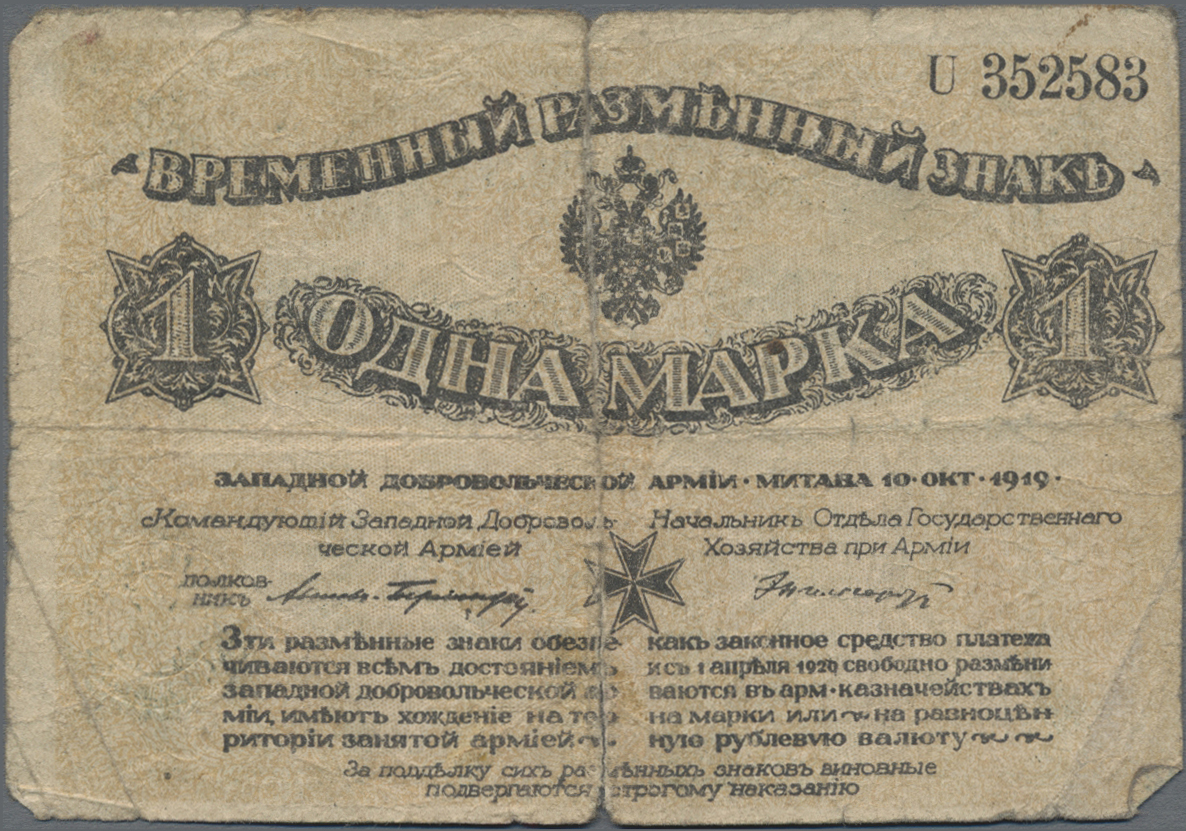 U 352583
ВРЕМЕННЫЙ РАЗМѢННЫЙ ЗНАКЪ
1 ОДНА МАРКА 1
ЗАПАДНОЙ ДОБРОВОЛЬЧЕСКОЙ АРМІИ · МИТАВА 10 · ОКТ · 1919 ·
Командующій Западной Доброволь-
ческой Арміей
полков-
никъ
Начальникъ Отдѣла Государственнаго
Хозяйства при Арміи
Эти размѣнные знаки обезпе-
чиваются всѣмъ достояніемъ
западной добровольческой ар-
міи, имѣютъ хожденіе на тер-
риторіи занятой арміей
какъ законное средство платежа
и съ 1 апрѣля 1920 свободно размѣни
ваются въ арм · казначействахъ
на марки или на равноцѣн-
ную рублевую валюту
За поддѣлку сихъ размѣнныхъ знаковъ виновные
подвергаются строгому наказанію